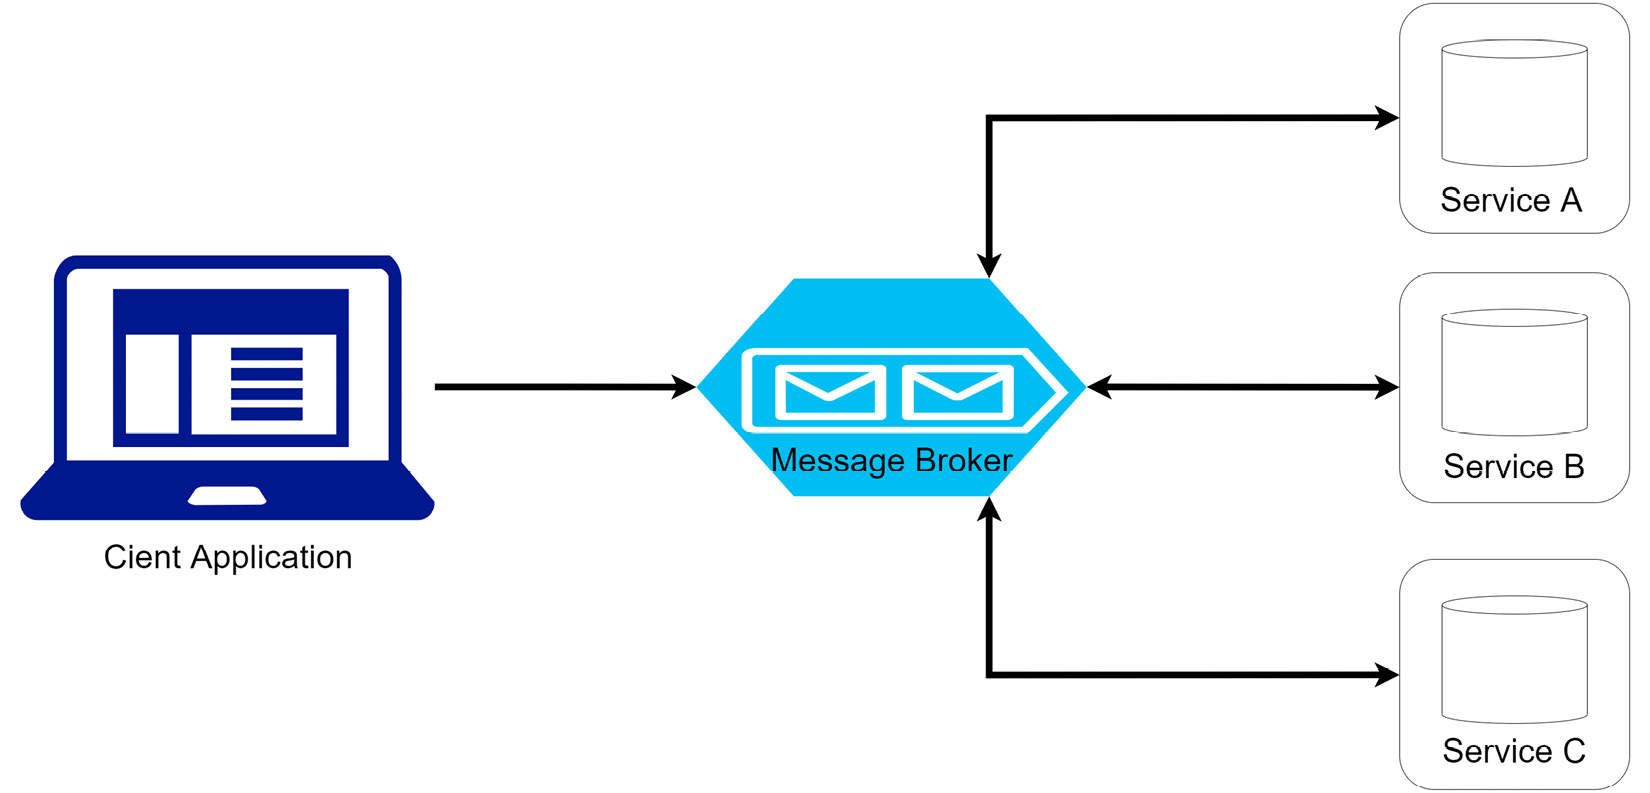 Service A
Message Broker
Service B
Cient Application
Service C